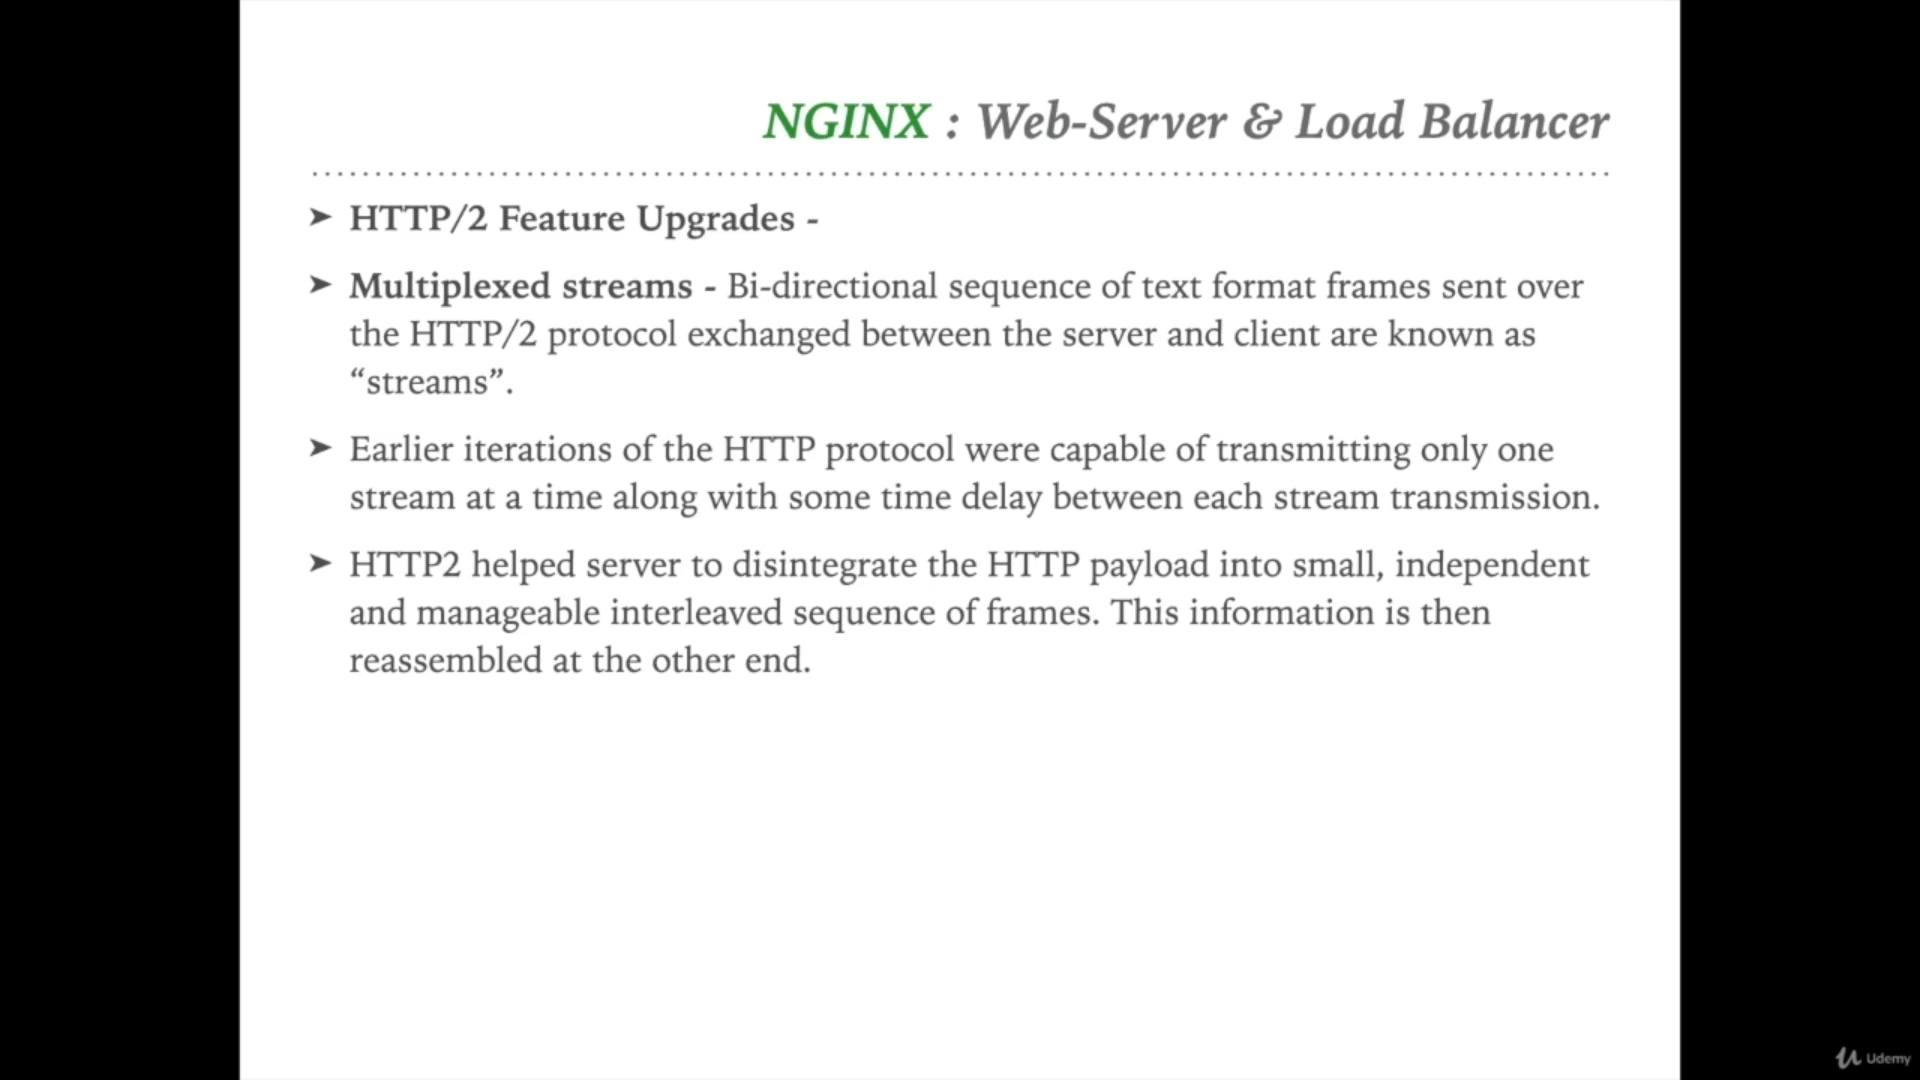 NGINX : Web-Server & Load Balancer
➤ HTTP/2 Feature Upgrades -
➤ Multiplexed streams - Bi-directional sequence of text format frames sent over
the HTTP/2 protocol exchanged between the server and client are known as
“streams”.
➤ Earlier iterations of the HTTP protocol were capable of transmitting only one
stream at a time along with some time delay between each stream transmission.
➤ HTTP2 helped server to disintegrate the HTTP payload into small, independent
and manageable interleaved sequence of frames. This information is then
reassembled at the other end.
Udemy